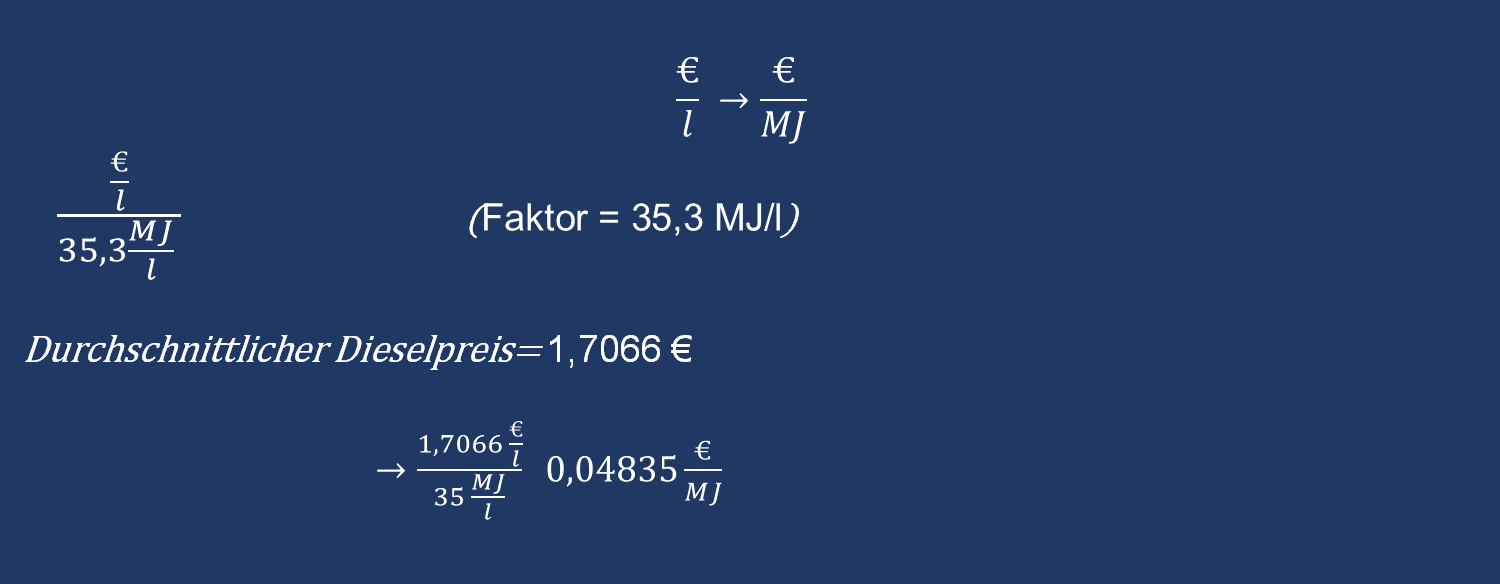 €/l → €/MJ
(€/l)/(35,3 MJ/l) (Faktor = 35,3 MJ/l)
Durchschnittlicher Dieselpreis=1,7066 €
→ (1,7066 €/l)/(35 MJ/l) 0,04835 €/MJ